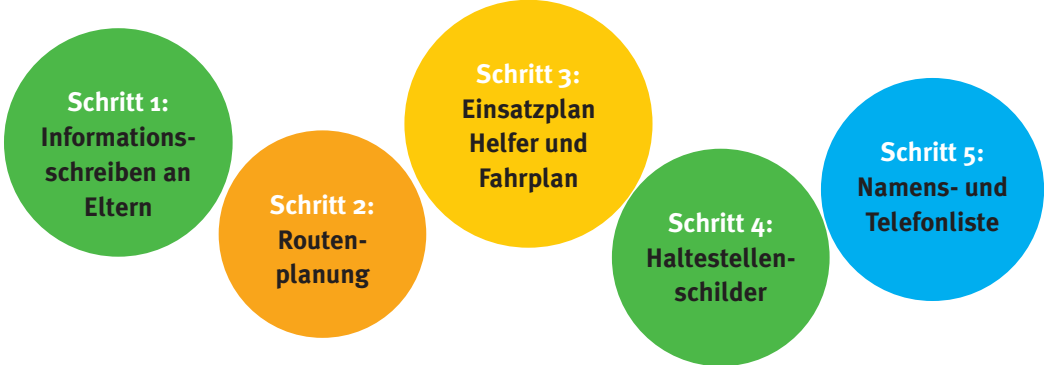 Schritt 1:
Informations-
schreiben an
Eltern
Schritt 2:
Routen-
planung
Schritt 3:
Einsatzplan
Helfer und
Fahrplan
Schritt 4:
Haltestellen-
schilder
Schritt 5:
Namens- und
Telefonliste